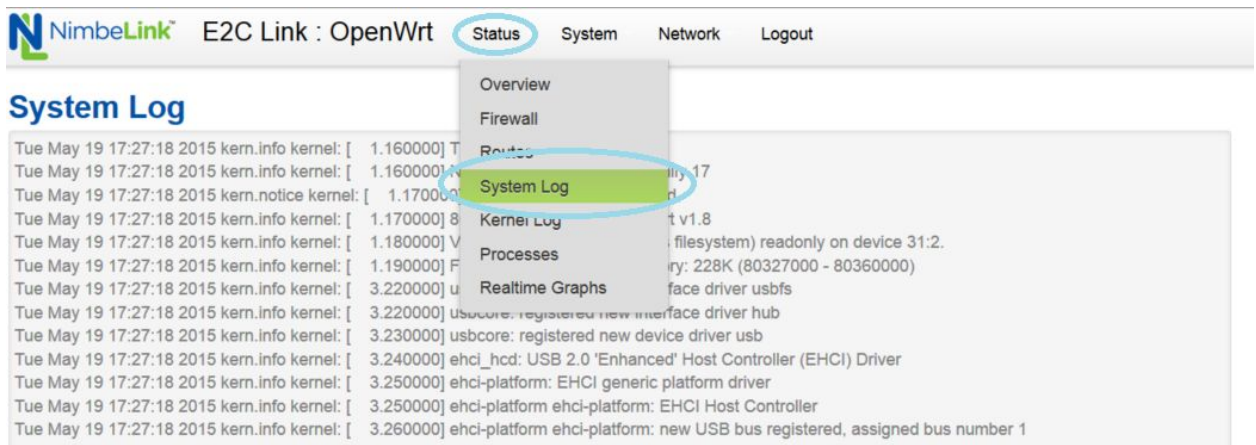 NimbeLink™ E2C Link : OpenWrt Status System Network Logout
Overview
Firewall
Routes
System Log
Kernel Log
Processes
Realtime Graphs
System Log
Tue May 19 17:27:18 2015 kern.info kernel: [ 1.160000] T
Tue May 19 17:27:18 2015 kern.info kernel: [ 1.160000] 17
Tue May 19 17:27:18 2015 kern.notice kernel: [ 1.170000]
Tue May 19 17:27:18 2015 kern.info kernel: [ 1.170000] 8 t v1.8
Tue May 19 17:27:18 2015 kern.info kernel: [ 1.180000] V filesystem) readonly on device 31:2.
Tue May 19 17:27:18 2015 kern.info kernel: [ 1.190000] F ry: 228K (80327000 - 80360000)
Tue May 19 17:27:18 2015 kern.info kernel: [ 3.220000] u face driver usbfs
Tue May 19 17:27:18 2015 kern.info kernel: [ 3.220000] usbcore: registered new interface driver hub
Tue May 19 17:27:18 2015 kern.info kernel: [ 3.230000] usbcore: registered new device driver usb
Tue May 19 17:27:18 2015 kern.info kernel: [ 3.240000] ehci_hcd: USB 2.0 'Enhanced' Host Controller (EHCI) Driver
Tue May 19 17:27:18 2015 kern.info kernel: [ 3.250000] ehci-platform: EHCI generic platform driver
Tue May 19 17:27:18 2015 kern.info kernel: [ 3.250000] ehci-platform ehci-platform: EHCI Host Controller
Tue May 19 17:27:18 2015 kern.info kernel: [ 3.260000] ehci-platform ehci-platform: new USB bus registered, assigned bus number 1